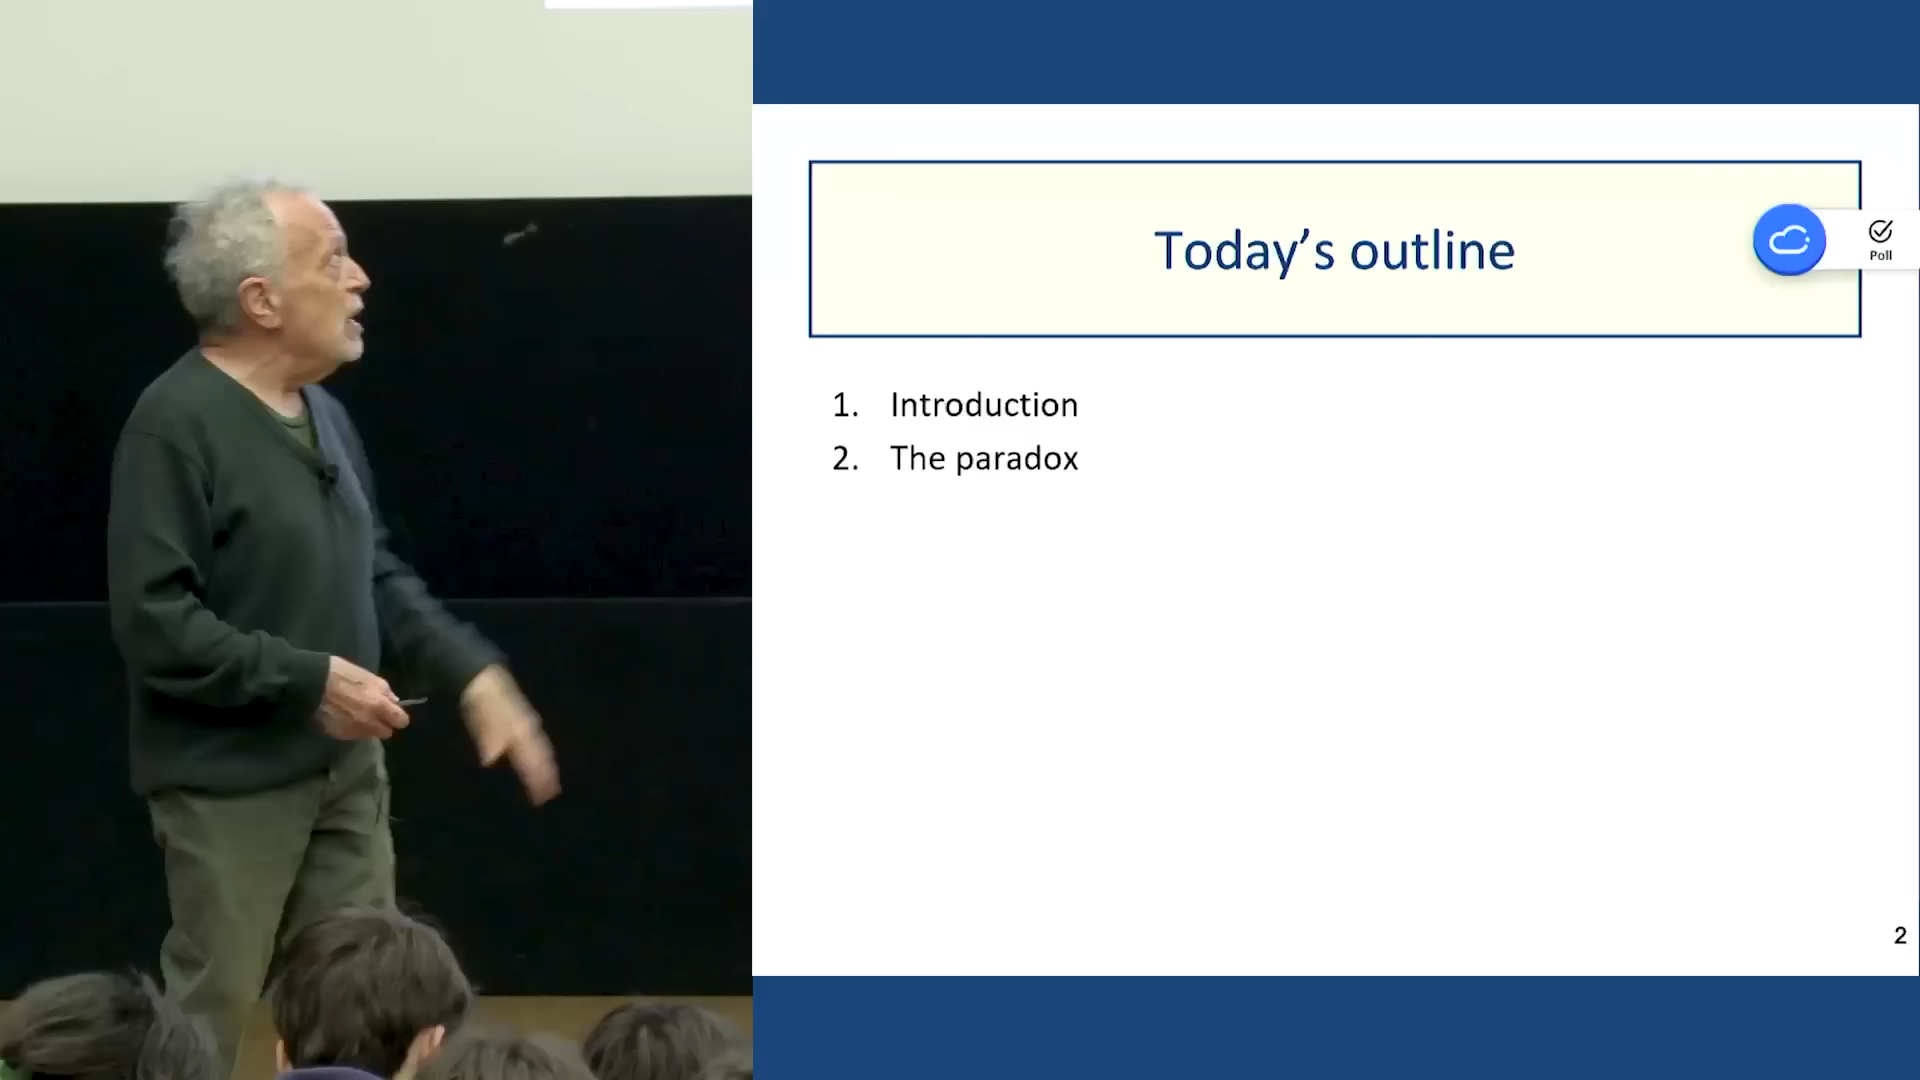 Today's outline
Poll
1. Introduction
2. The paradox
2